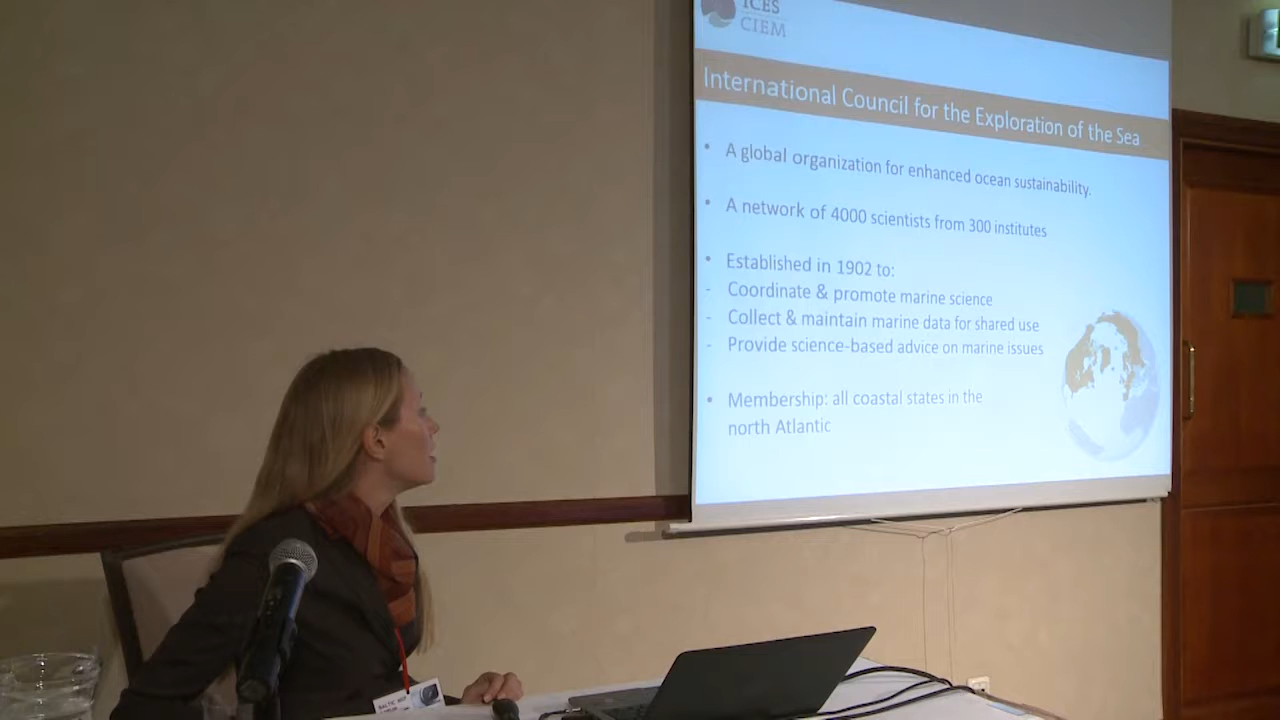 ICES
CIEM
International Council for the Exploration of the Sea
• A global organization for enhanced ocean sustainability.
• A network of 4000 scientists from 300 institutes
• Established in 1902 to:
- Coordinate & promote marine science
- Collect & maintain marine data for shared use
- Provide science-based advice on marine issues
• Membership: all coastal states in the
north Atlantic
BALTIC